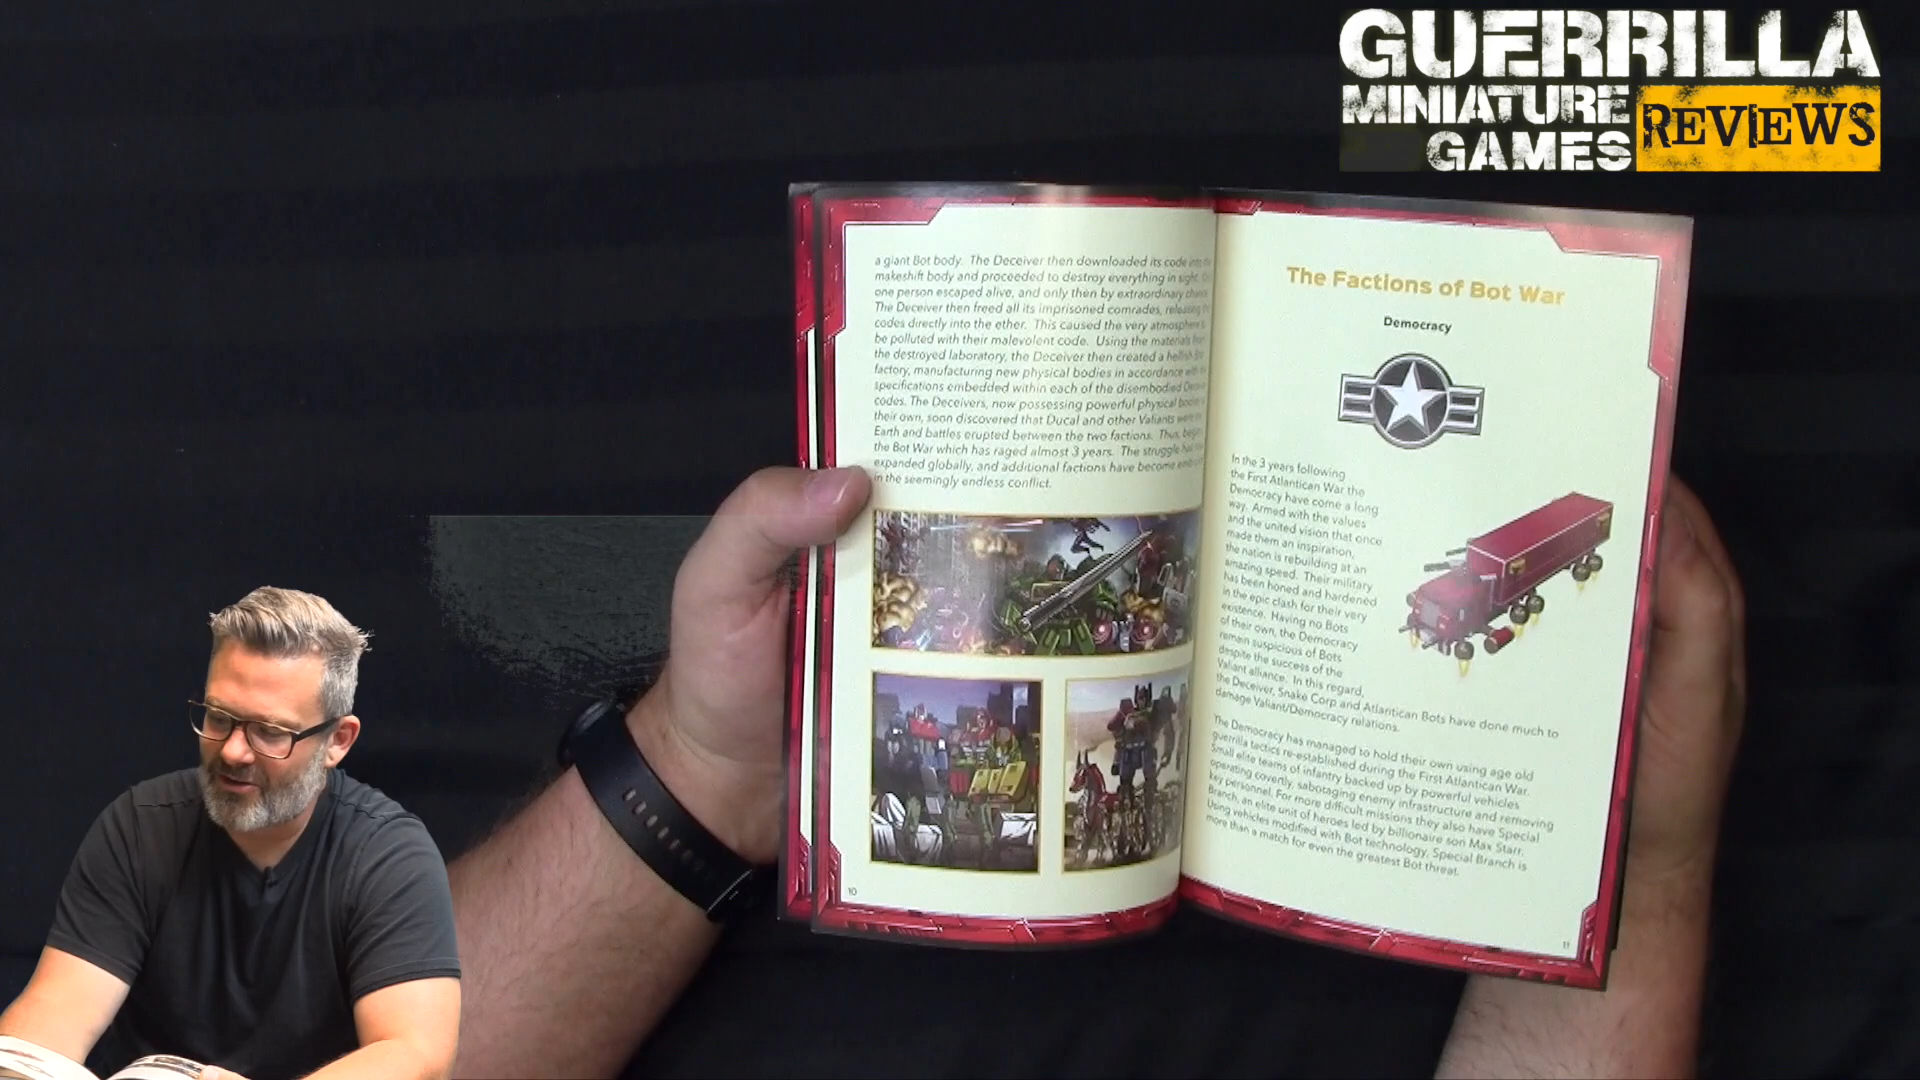 GUERRILLA
MINIATURE
GAMES
REVIEWS
a giant Bot body. The Deceiver then downloaded its code into
makeshift body and proceeded to destroy everything in sight.
one person escaped alive, and only then by extraordinary
The Deceiver then freed all its imprisoned comrades, releasing
codes directly into the ether. This caused the very atmosphere
be polluted with their malevolent code. Using the materials
the destroyed laboratory, the Deceiver then created a hellish
factory, manufacturing new physical bodies in accordance with
specifications embedded within each of the disembodied
codes. The Deceivers, now possessing powerful physical bodies
their own, soon discovered that Ducal and other Valiants were
Earth and battles erupted between the two factions. Thus,
the Bot War which has raged almost 3 years. The struggle
expanded globally, and additional factions have become
in the seemingly endless conflict.
10
The Factions of Bot War
Democracy
In the 3 years following
the First Atlantican War the
Democracy have come a long
way. Armed with the values
and the united vision that once
made them an inspiration,
the nation is rebuilding at an
amazing speed. Their military
has been honed and hardened
in the epic clash for their very
existence. Having no Bots
of their own, the Democracy
remain suspicious of Bots
despite the success of the
Valiant alliance. In this regard,
the Deceiver, Snake Corp and Atlantican Bots have done much to
damage Valiant/Democracy relations.
The Democracy has managed to hold their own using age old
guerrilla tactics re-established during the First Atlantican War.
Small elite teams of infantry backed up by powerful vehicles
operating covertly, sabotaging enemy infrastructure and removing
key personnel. For more difficult missions they also have Special
Branch, an elite unit of heroes led by billionaire son Max Starr.
Using vehicles modified with Bot technology, Special Branch is
more than a match for even the greatest Bot threat.
11